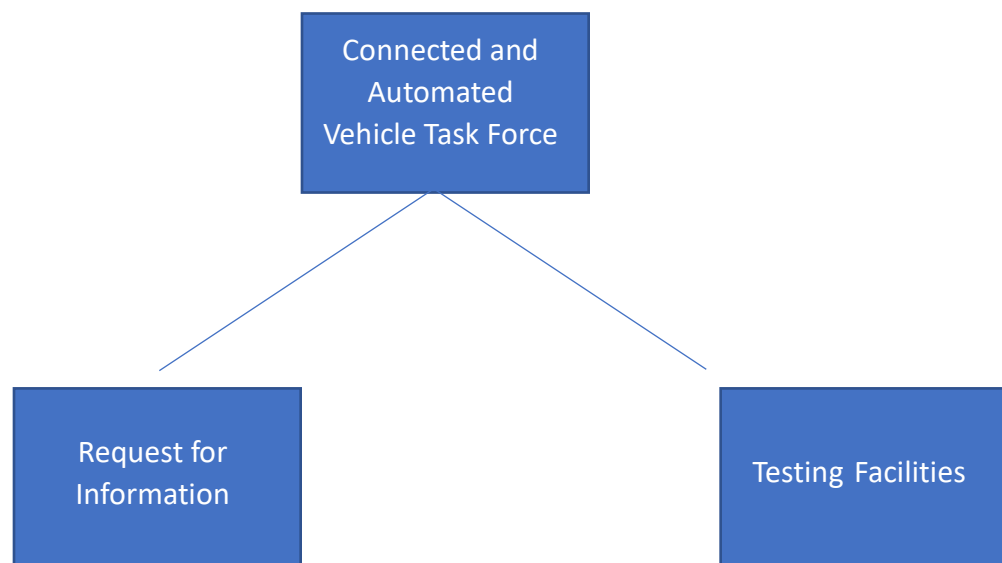 Connected and
Automated
Vehicle Task Force
Request for
Information
Testing Facilities